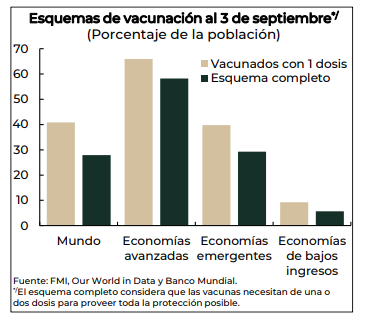 Esquemas de vacunación al 3 de septiembre*/
(Porcentaje de la población)
70
60
50
40
30
20
10
0
Vacunados con 1 dosis
Esquema completo
Mundo
Economías avanzadas
Economías emergentes
Economías de bajos ingresos
Fuente: FMI, Our World in Data y Banco Mundial.
*/El esquema completo considera que las vacunas necesitan de una o
dos dosis para proveer toda la protección posible.